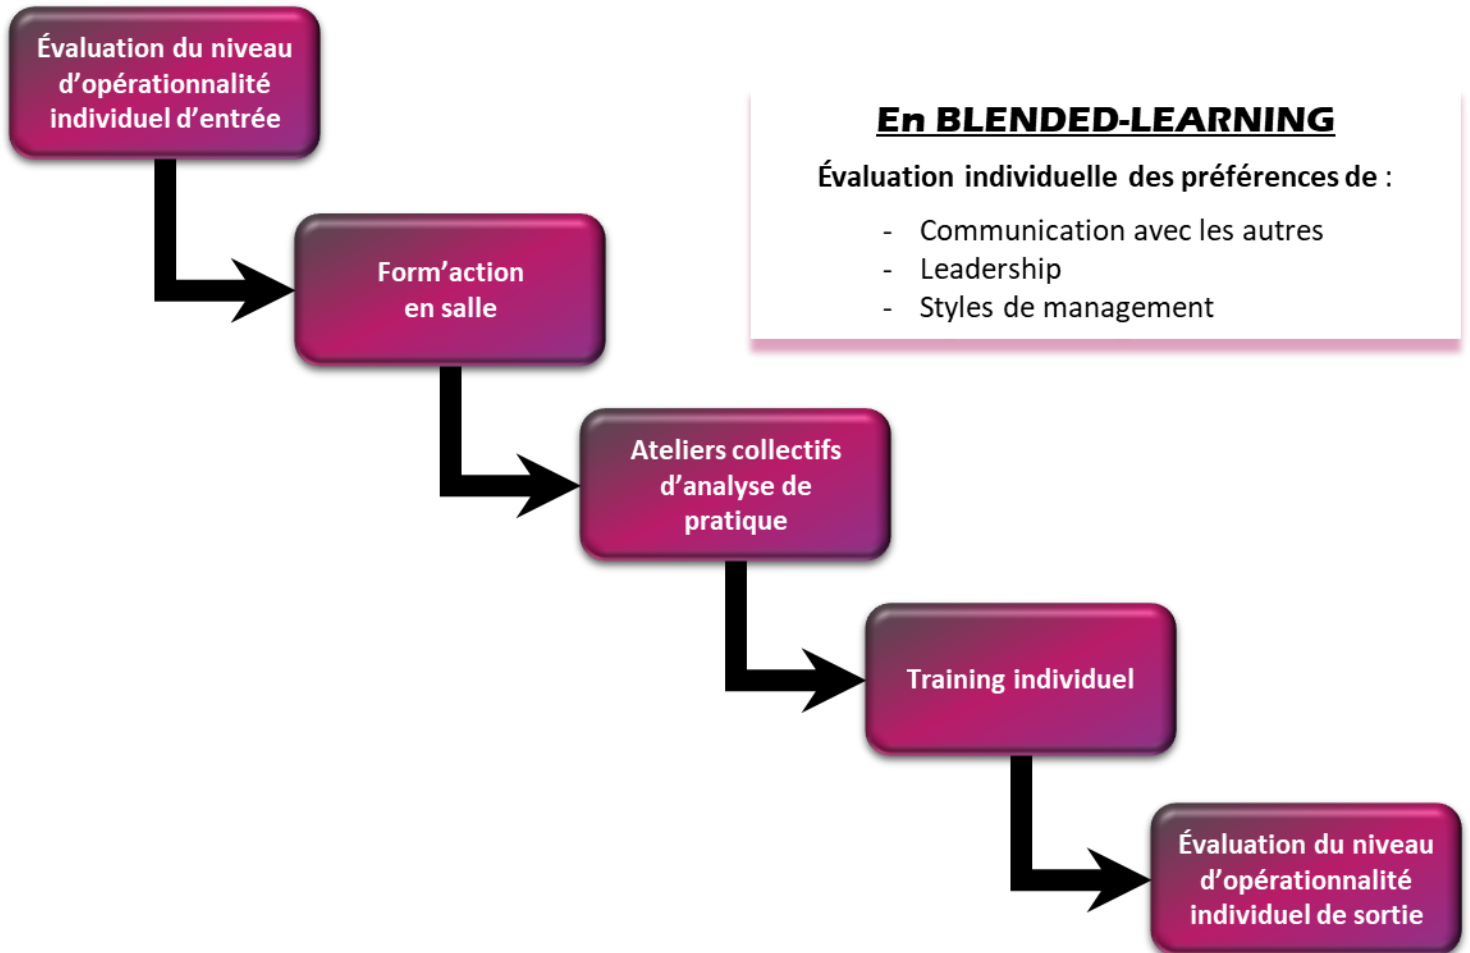 Évaluation du niveau
d’opérationnalité
individuel d’entrée
En BLENDED-LEARNING
Évaluation individuelle des préférences de :
- Communication avec les autres
- Leadership
- Styles de management
Form’action
en salle
Ateliers collectifs
d’analyse de
pratique
Training individuel
Évaluation du niveau
d’opérationnalité
individuel de sortie